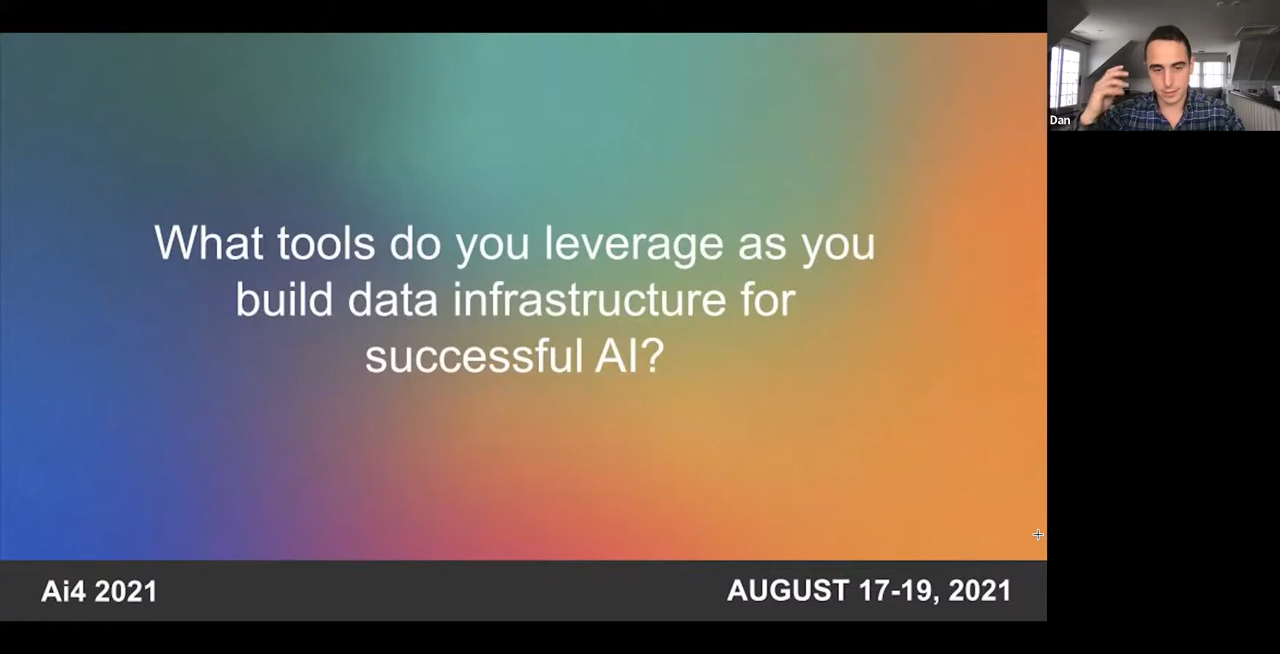 What tools do you leverage as you
build data infrastructure for
successful AI?
Ai4 2021
AUGUST 17-19, 2021
Dan